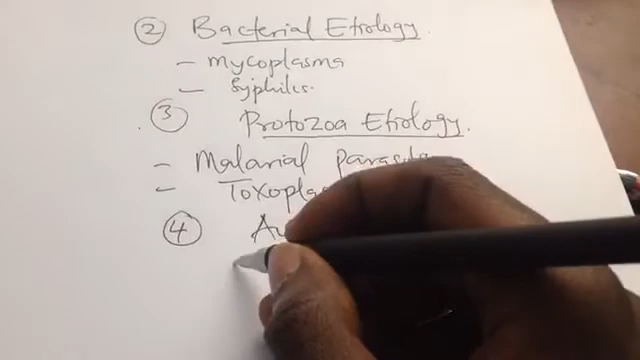 ② Bacterial Etiology.
- Mycoplasma
- Syphilis.
③ Protozoa Etiology.
- Malarial
-
④